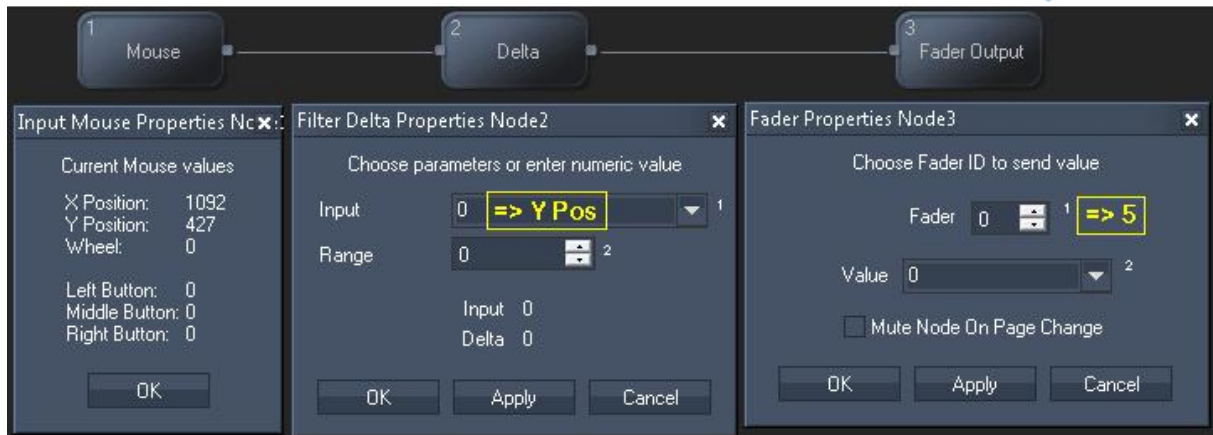 1
Mouse
2
Delta
3
Fader Output
Input Mouse Properties
Current Mouse values
X Position: 1092
Y Position: 427
Wheel: 0
Left Button: 0
Middle Button: 0
Right Button: 0
OK
Filter Delta Properties Node2
Choose parameters or enter numeric value
Input 0 => Y Pos 1
Range 0 2
Input 0
Delta 0
OK Apply Cancel
Fader Properties Node3
Choose Fader ID to send value
Fader 0 1 => 5
Value 0 2
Mute Node On Page Change
OK Apply Cancel